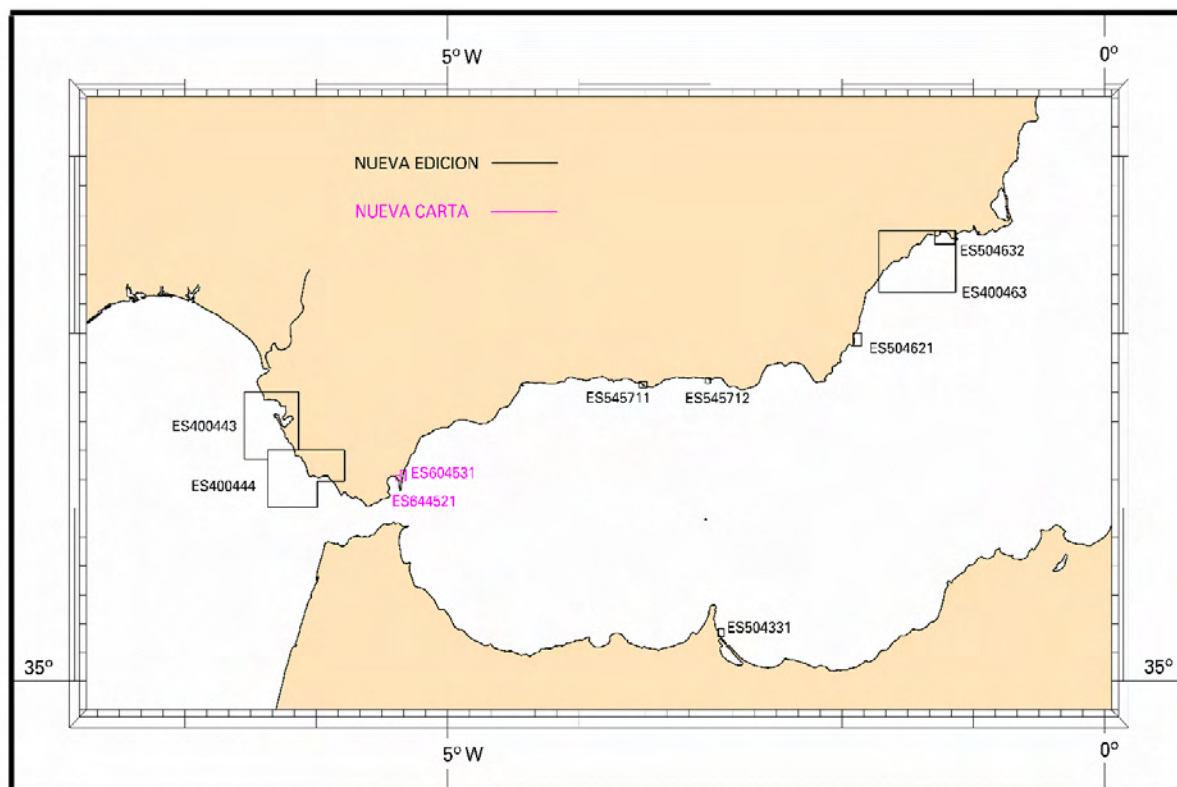 5º W
0º
NUEVA EDICION
NUEVA CARTA
ES504632
ES400463
ES504621
ES545711
ES545712
ES400443
ES400444
ES604531
ES644521
ES504331
35º
35º
5º W
0º